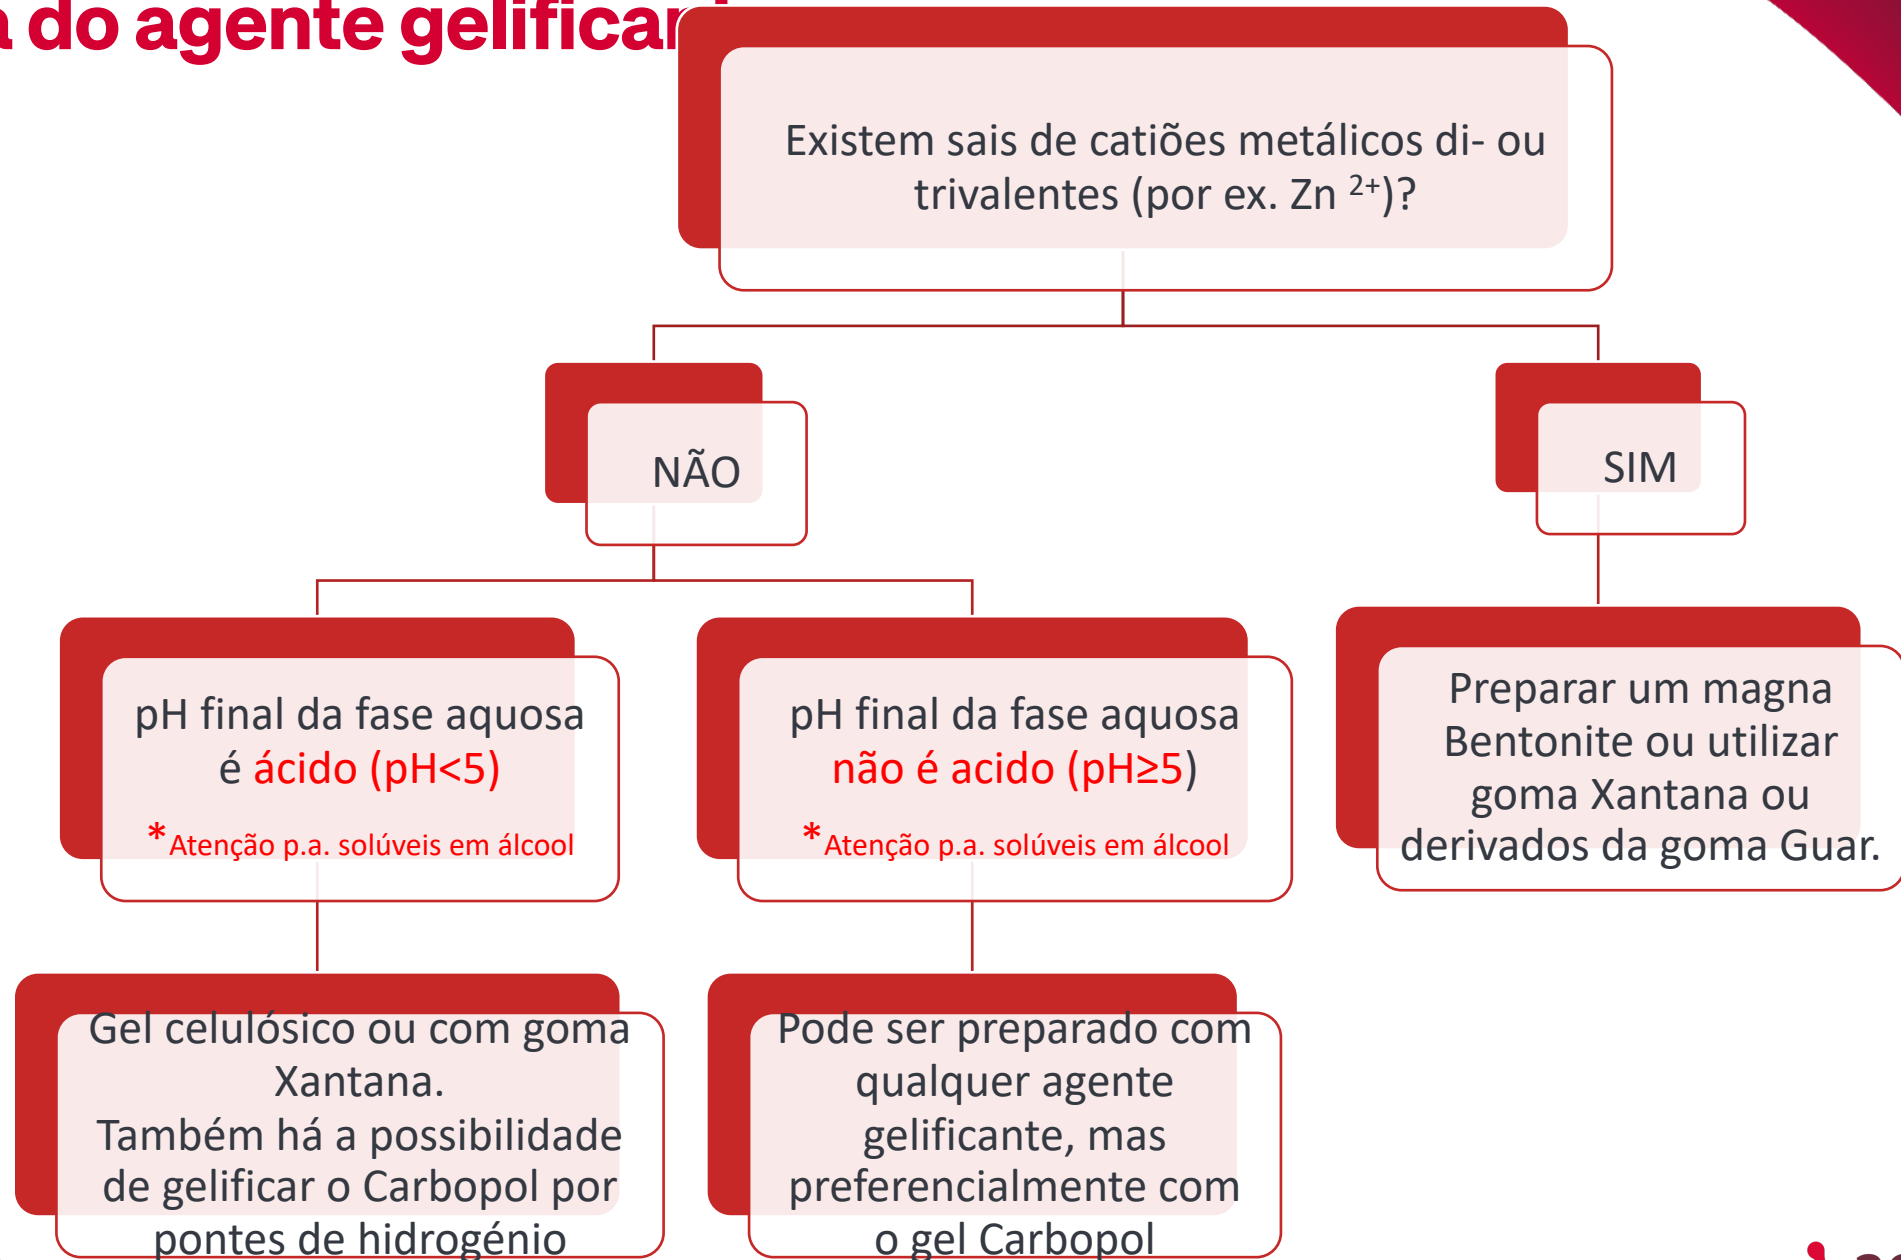 do agente gelifican
Existem sais de catiões metálicos di- ou
trivalentes (por ex. Zn 2+)?
NÃO
SIM
pH final da fase aquosa
é ácido (pH<5)
*Atenção p.a. solúveis em álcool
pH final da fase aquosa
não é acido (pH≥5)
*Atenção p.a. solúveis em álcool
Preparar um magna
Bentonite ou utilizar
goma Xantana ou
derivados da goma Guar.
Gel celulósico ou com goma
Xantana.
Também há a possibilidade
de gelificar o Carbopol por
pontes de hidrogénio
Pode ser preparado com
qualquer agente
gelificante, mas
preferencialmente com
o gel Carbopol